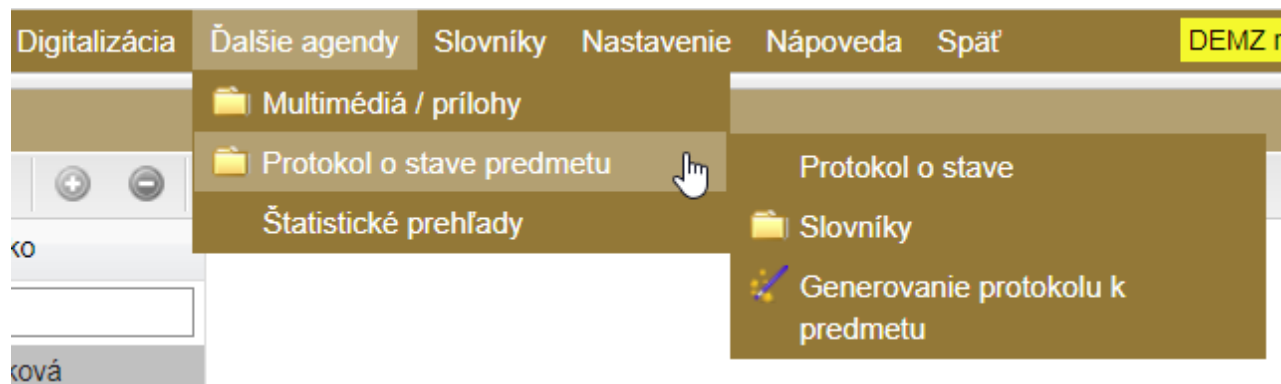 Digitalizácia Ďalšie agendy Slovníky Nastavenie Nápoveda Späť DEMZ
Multimédiá / prílohy
Protokol o stave predmetu
Štatistické prehľady
Protokol o stave
Slovníky
Generovanie protokolu k
predmetu